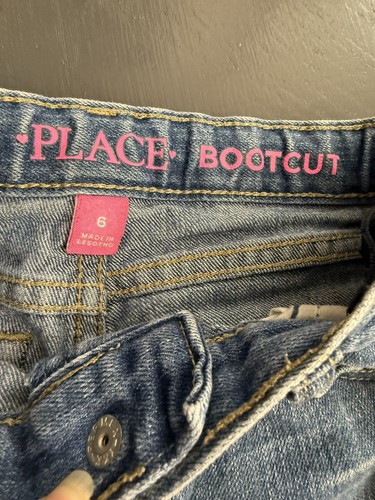 PLACE BOOTCUT
6
MADE IN
LESOTHO